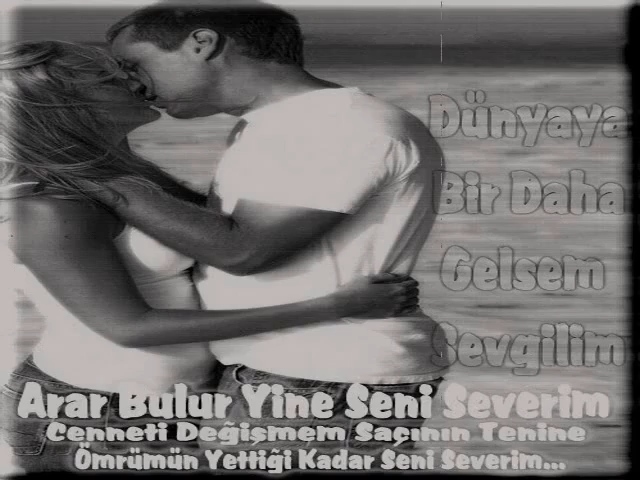 Dünyaya
Bir Daha
Gelsem
Sevgilim
Arar Bulur Yine Seni Severim
Cenneti Değişmem Saçının Tenine
Ömrümün Yettiği Kadar Seni Severim...